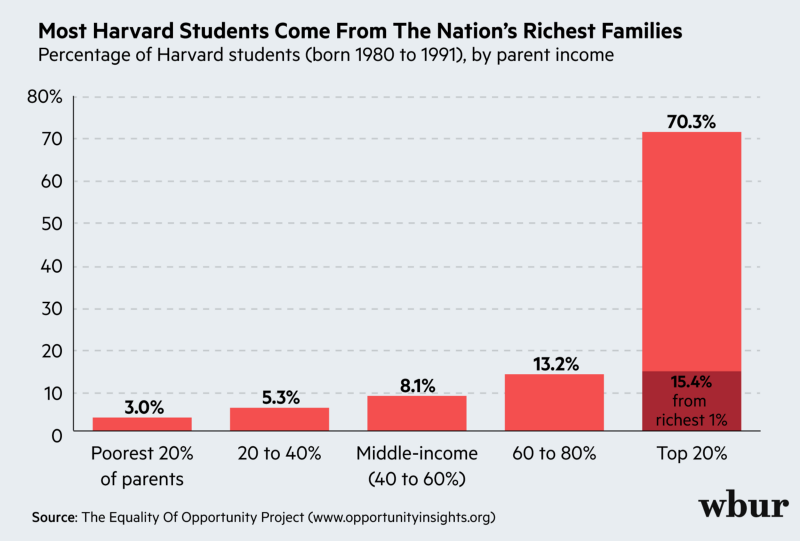 Most Harvard Students Come From The Nation's Richest Families
Percentage of Harvard students (born 1980 to 1991), by parent income
80%
70
60
50
40
30
20
10
0
3.0%
5.3%
8.1%
13.2%
70.3%
15.4%
from
richest 1%
Poorest 20%
of parents
20 to 40%
Middle-income
(40 to 60%)
60 to 80%
Top 20%
Source: The Equality Of Opportunity Project (www.opportunityinsights.org)
wbur